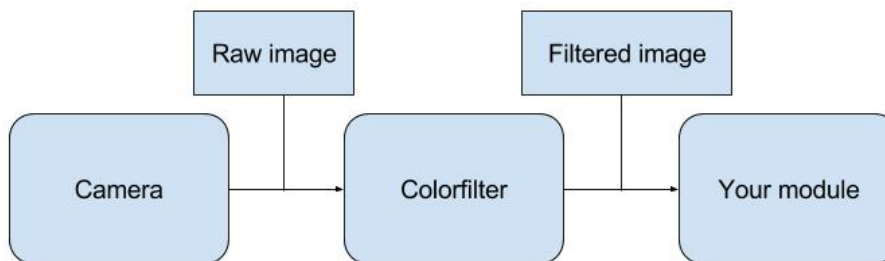 Raw image
Filtered image
Camera
Colorfilter
Your module